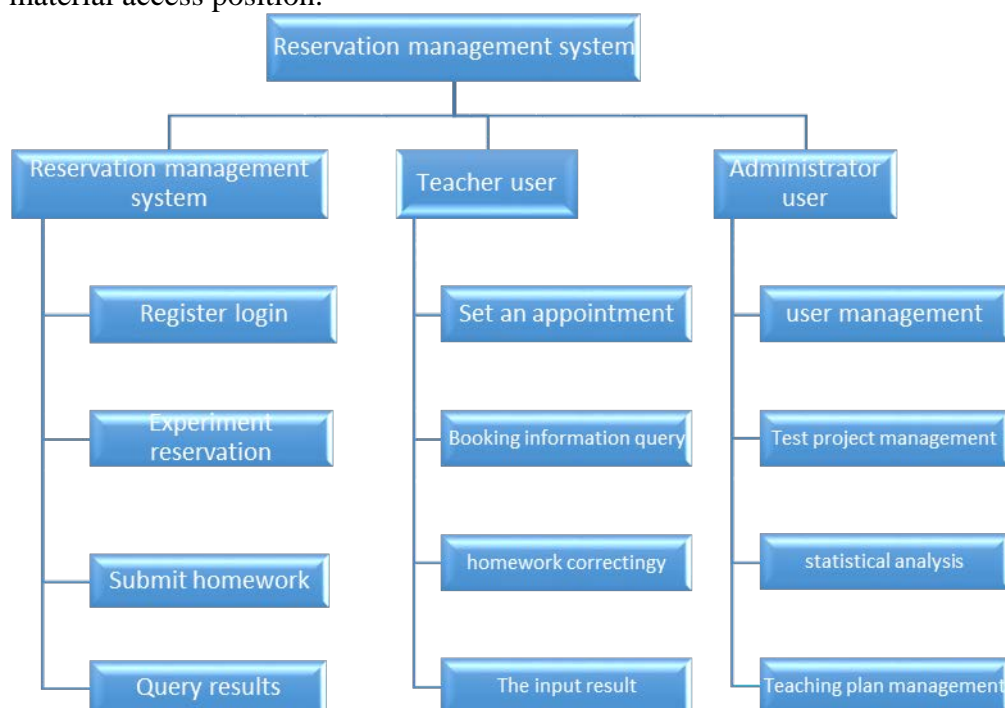 material access position.
Reservation management system
Reservation management
system
Register login
Experiment
reservation
Submit homework
Query results
Teacher user
Set an appointment
Booking information query
homework correctingy
The input result
Administrator
user
user management
Test project management
statistical analysis
Teaching plan management